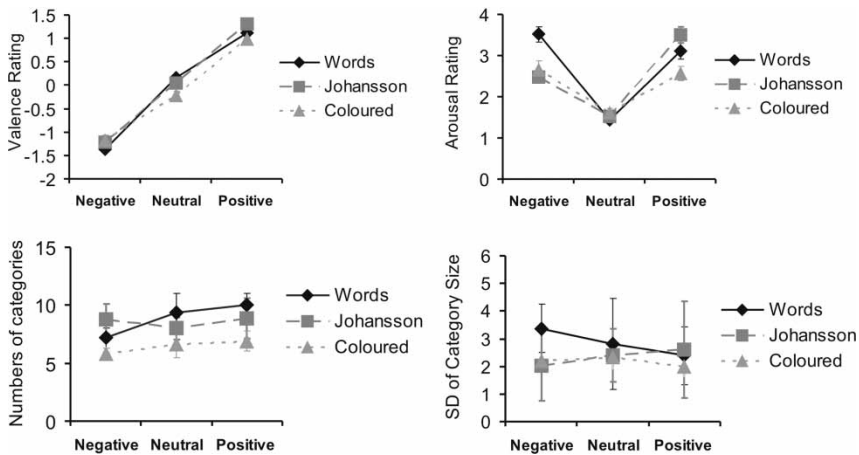 Valence Rating
1.5
1
0.5
0
-0.5
-1
-1.5
-2
Negative Neutral Positive
Words
Johansson
Coloured
Arousal Rating
4
3
2
1
0
Negative Neutral Positive
Words
Johansson
Coloured
Numbers of categories
15
10
5
0
Negative Neutral Positive
Words
Johansson
Coloured
SD of Category Size
6
5
4
3
2
1
0
Negative Neutral Positive
Words
Johansson
Coloured